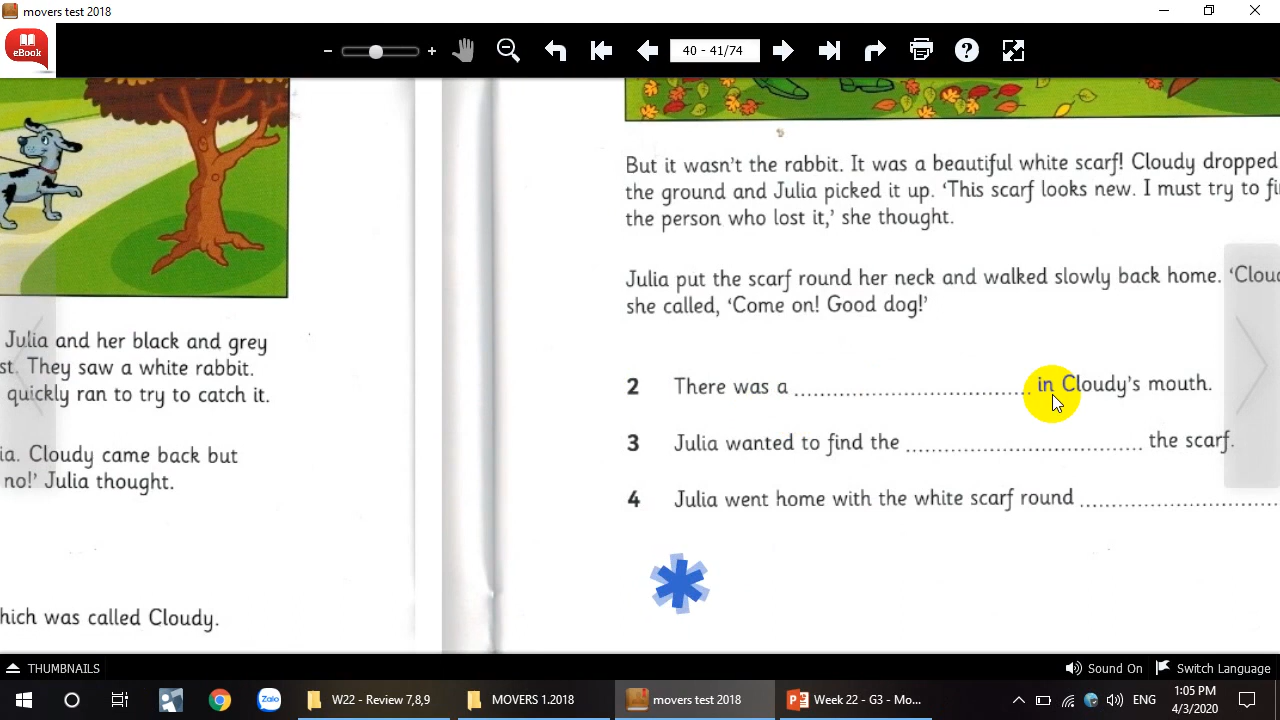 movers test 2018
eBook
40 - 41/74
Julia and her black and grey
st. They saw a white rabbit.
quickly ran to try to catch it.
ia. Cloudy came back but
no!' Julia thought.
hich was called Cloudy.
But it wasn't the rabbit. It was a beautiful white scarf! Cloudy dropped
the ground and Julia picked it up. 'This scarf looks new. I must try to fi
the person who lost it,' she thought.
Julia put the scarf round her neck and walked slowly back home. 'Clou
she called, 'Come on! Good dog!'
2 There was a ........................................ in Cloudy's mouth.
3 Julia wanted to find the ........................................ the scarf.
4 Julia went home with the white scarf round ................................
THUMBNAILS
Sound On
Switch Language
Zalo
W22 - Review 7,8,9
MOVERS 1.2018
movers test 2018
Week 22 - G3 - Mo...
ENG
1:05 PM
4/3/2020